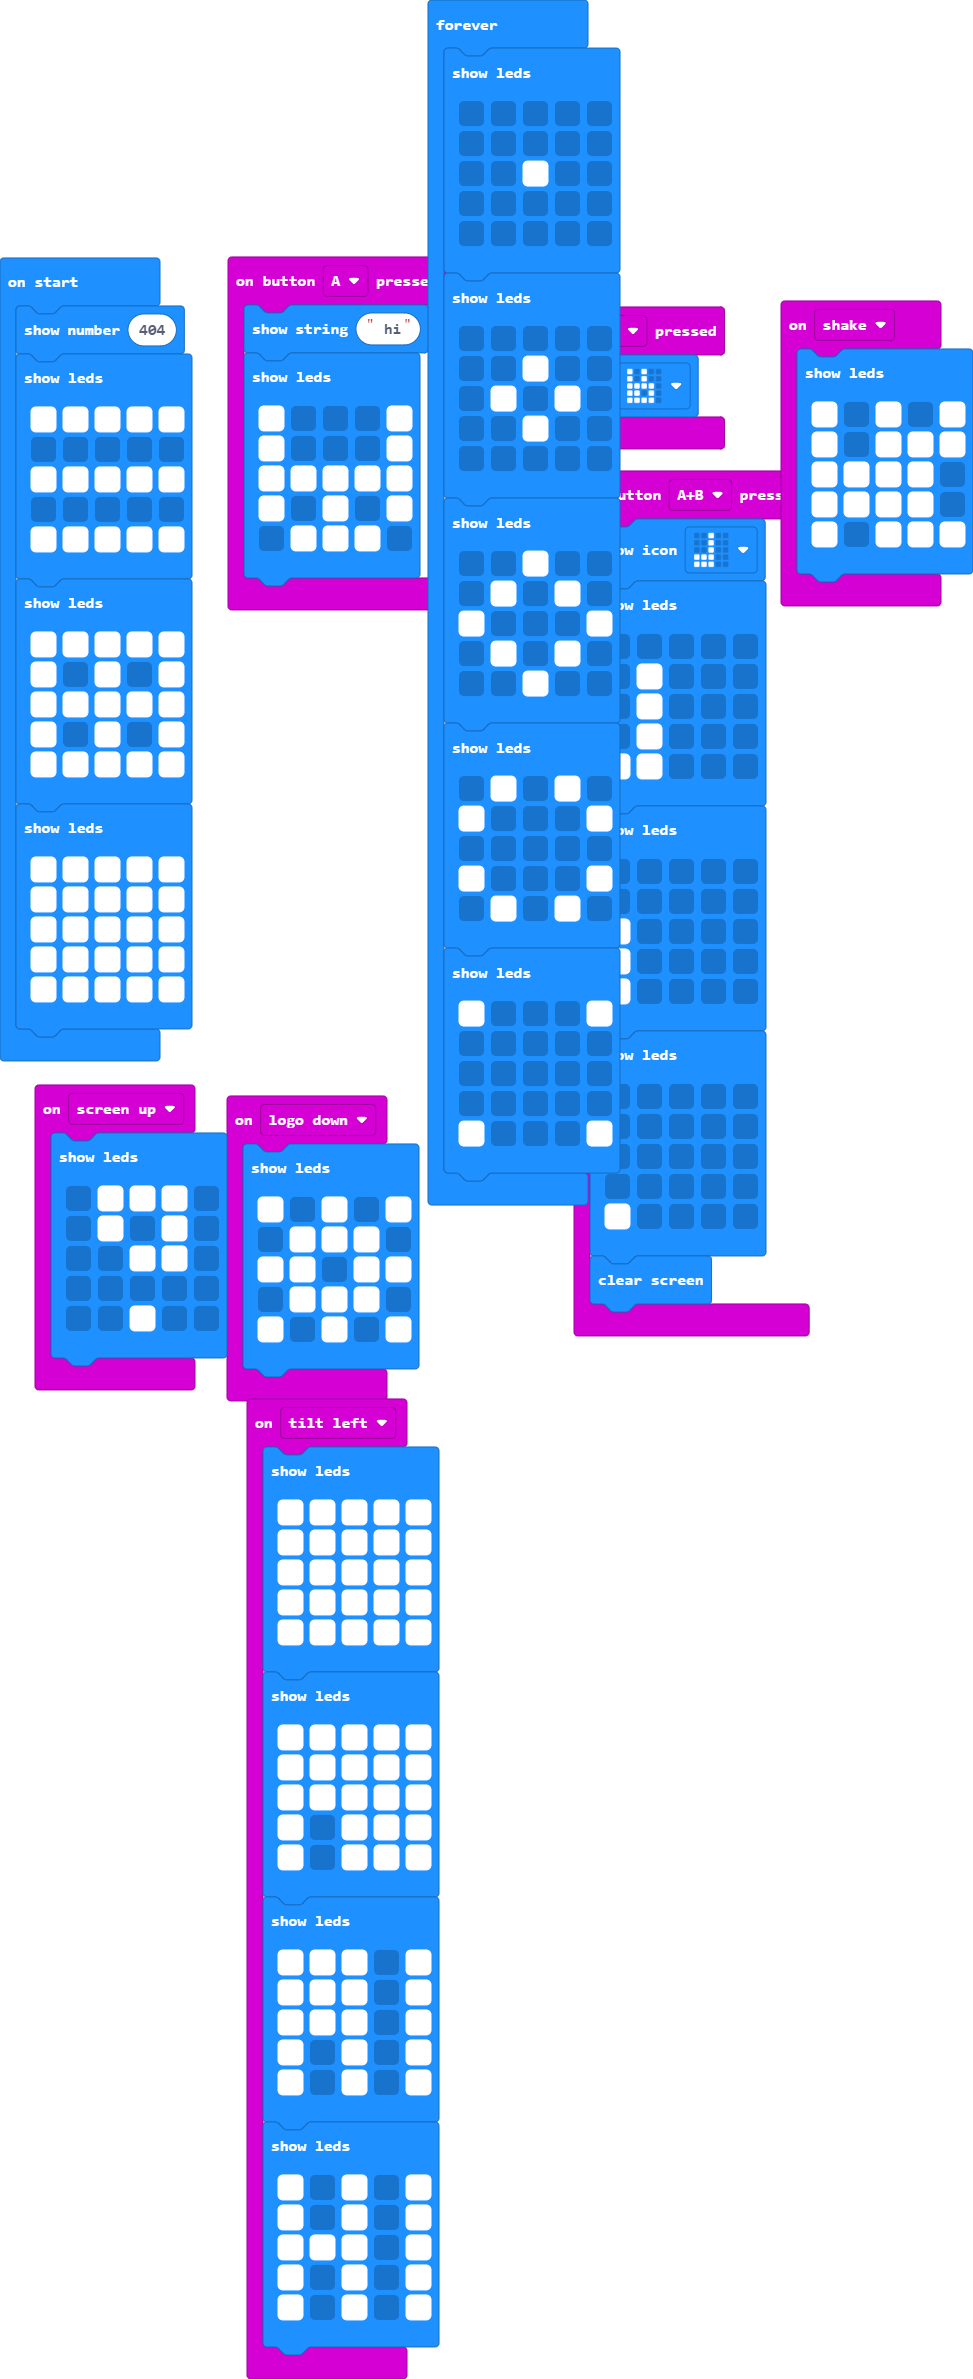 forever
show leds
show leds
show leds
show leds
show leds
on start
show number 404
show leds
show leds
show leds
on button A
show string " hi "
show leds
pressed
on shake
show leds
A+B
icon
leds
leds
leds
clear screen
on screen up
show leds
on logo down
show leds
on tilt left
show leds
show leds
show leds
show leds